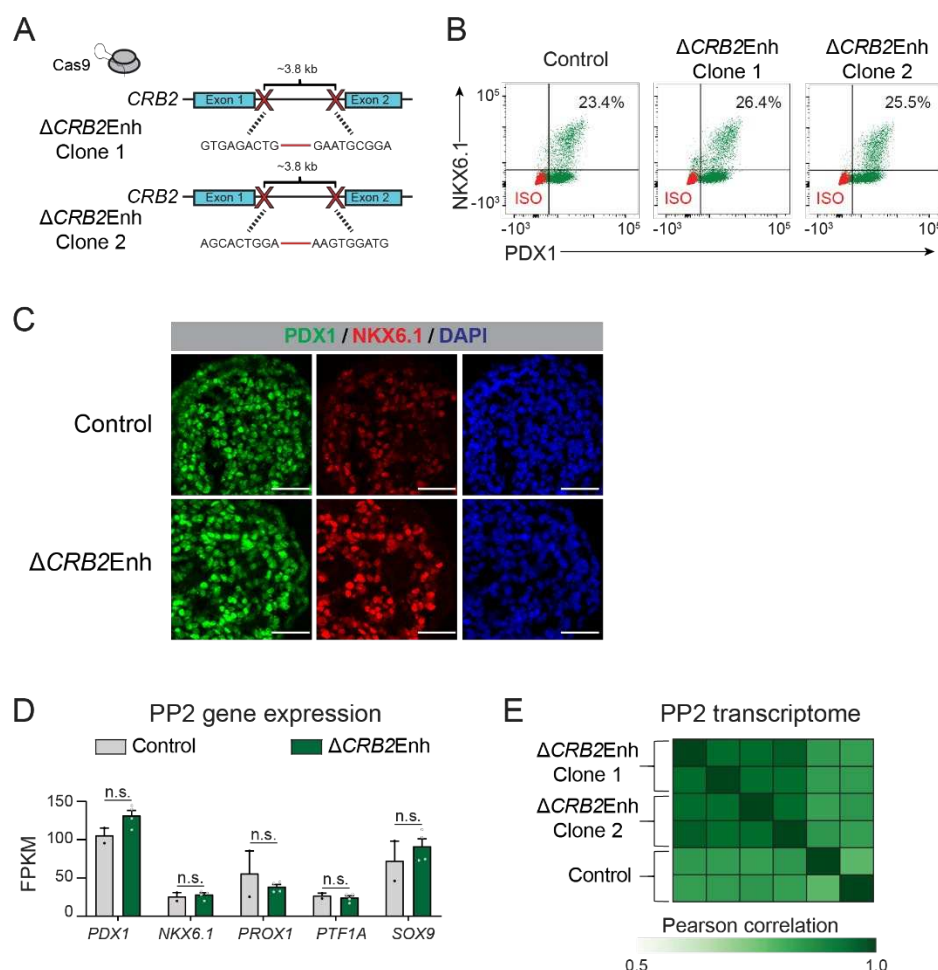 A
Cas9
~3.8 kb
CRB2
Exon 1
Exon 2
ΔCRB2Enh
Clone 1
GTGAGACTG
GAATGCGGA
~3.8 kb
CRB2
Exon 1
Exon 2
ΔCRB2Enh
Clone 2
AGCACTGGA
AAGTGGATG
B
Control
ΔCRB2Enh
Clone 1
ΔCRB2Enh
Clone 2
10⁵
NKX6.1
-10³
23.4%
26.4%
25.5%
ISO
ISO
ISO
-10³
10⁵
-10³
10⁵
-10³
10⁵
PDX1
C
PDX1 / NKX6.1 / DAPI
Control
ΔCRB2Enh
D
PP2 gene expression
Control
ΔCRB2Enh
FPKM
150
100
50
0
n.s.
n.s.
n.s.
n.s.
n.s.
PDX1
NKX6.1
PROX1
PTF1A
SOX9
E
PP2 transcriptome
ΔCRB2Enh
Clone 1
ΔCRB2Enh
Clone 2
Control
Pearson correlation
0.5
1.0